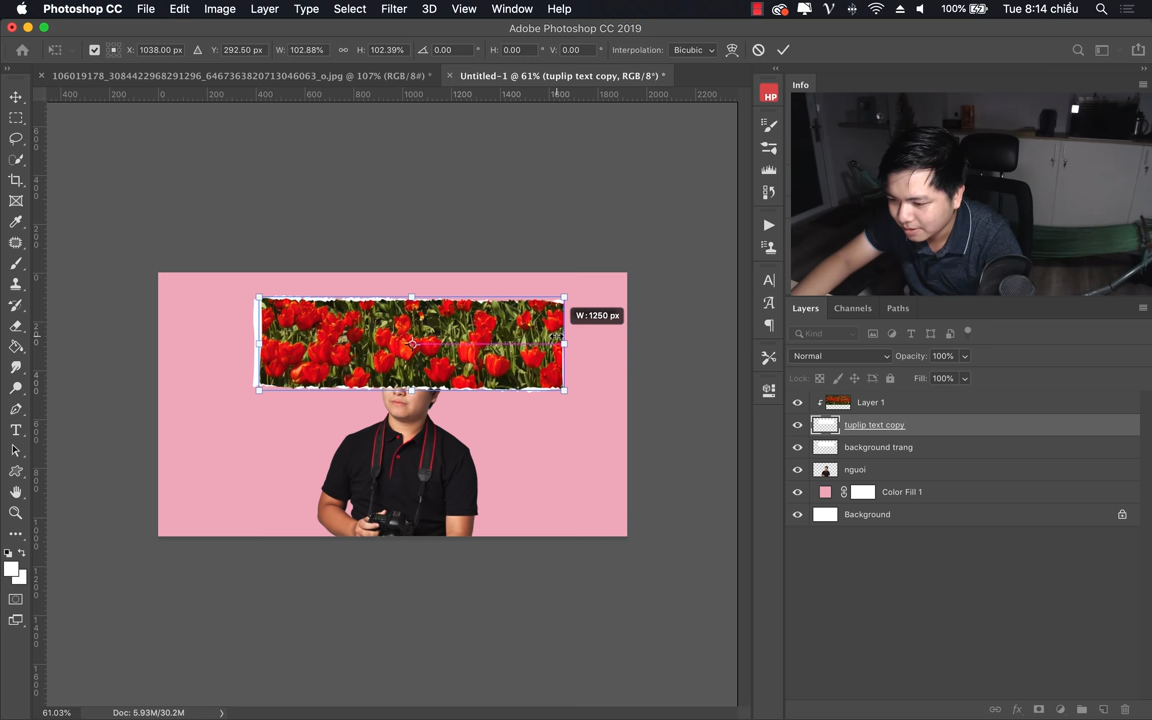 Photoshop CC File Edit Image Layer Type Select Filter 3D View Window Help 100% Tue 8:14 chiều
Adobe Photoshop CC 2019
X: 1038.00 px Y: 292.50 px W: 102.88% H: 102.39% 0.00 ° H: 0.00 ° V: 0.00 ° Interpolation: Bicubic
106019178_3084422968291296_6467363820713046063_o.jpg @ 107% (RGB/8#) * Untitled-1 @ 61% (tuplip text copy, RGB/8*) *
400 200 0 200 400 600 800 1000 1200 1400 1600 1800 2000 2200
HP
Info
W : 1250 px
Layers Channels Paths
Kind
Normal Opacity: 100%
Lock: Fill: 100%
Layer 1
tuplip text copy
background trang
nguoi
Color Fill 1
Background
61.03% Doc: 5.93M/30.2M